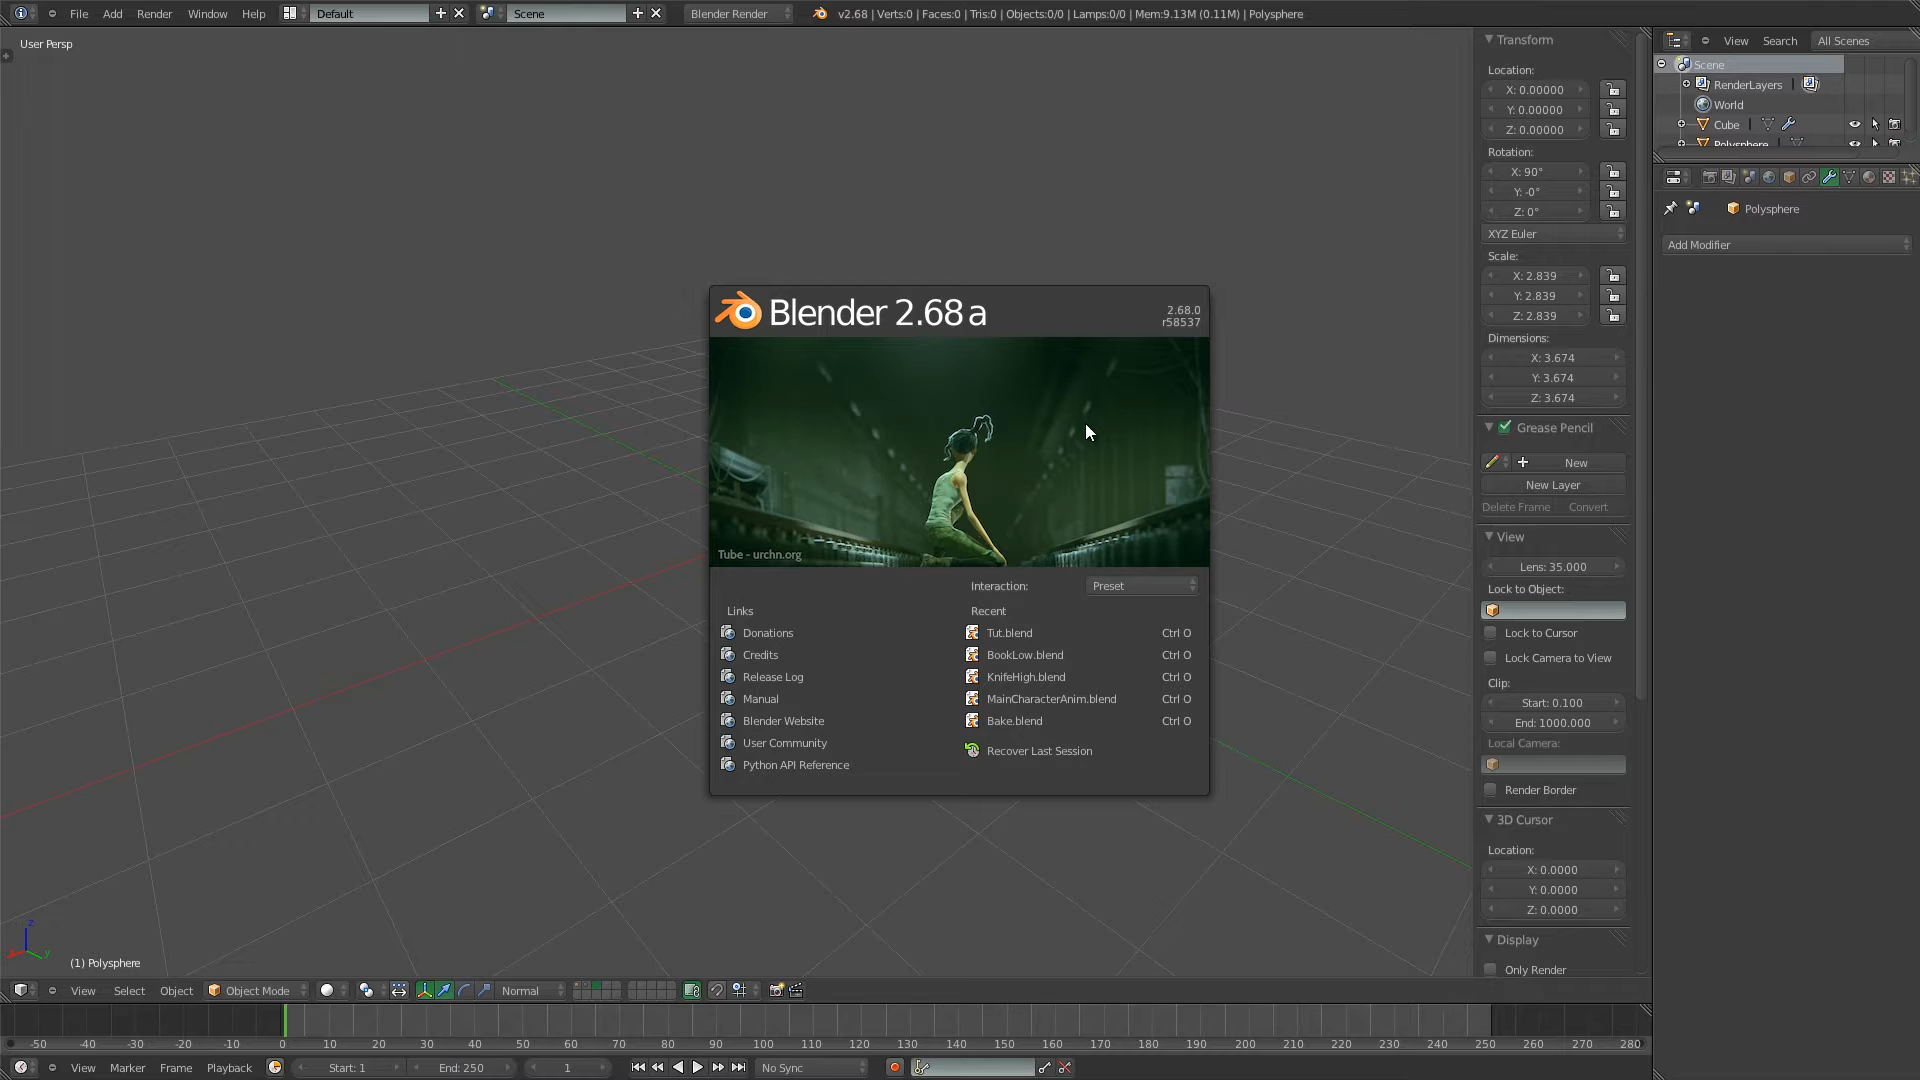 File Add Render Window Help Default Scene Blender Render v2.68 | Verts:0 | Faces:0 | Tris:0 | Objects:0/0 | Lamps:0/0 | Mem:9.13M (0.11M) | Polysphere
User Persp
Transform
Location:
X: 0.00000
Y: 0.00000
Z: 0.00000
Rotation:
X: 90°
Y: -0°
Z: 0°
XYZ Euler
Scale:
X: 2.839
Y: 2.839
Z: 2.839
Dimensions:
X: 3.674
Y: 3.674
Z: 3.674
Grease Pencil
New
New Layer
Delete Frame Convert
View
Lens: 35.000
Lock to Object:
Lock to Cursor
Lock Camera to View
Clip:
Start: 0.100
End: 1000.000
Local Camera:
Render Border
3D Cursor
Location:
X: 0.0000
Y: 0.0000
Z: 0.0000
Display
Only Render
View Search All Scenes
Scene
RenderLayers
World
Cube
Polysphere
Polysphere
Add Modifier
Blender 2.68 a
2.68.0
r58537
Tube - urchn.org
Interaction: Preset
Links
Donations
Credits
Release Log
Manual
Blender Website
User Community
Python API Reference
Recent
Tut.blend Ctrl O
BookLow.blend Ctrl O
KnifeHigh.blend Ctrl O
MainCharacterAnim.blend Ctrl O
Bake.blend Ctrl O
Recover Last Session
z
y
(1) Polysphere
View Select Object Object Mode Normal
-50 -40 -30 -20 -10 0 10 20 30 40 50 60 70 80 90 100 110 120 130 140 150 160 170 180 190 200 210 220 230 240 250 260 270 280
View Marker Frame Playback Start: 1 End: 250 1 No Sync